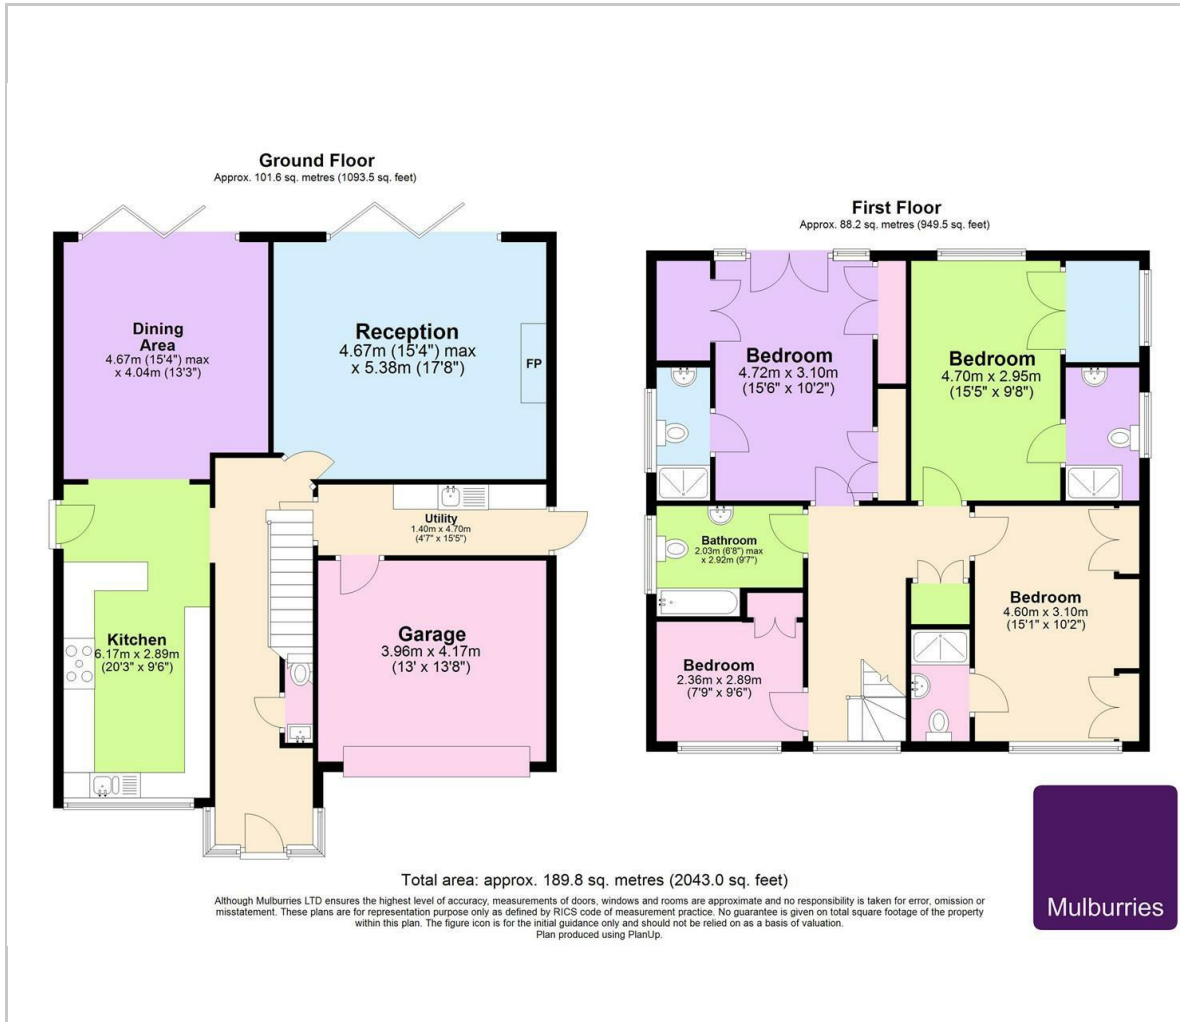 Ground Floor
Approx. 101.6 sq. metres (1093.5 sq. feet)
Dining
Area
4.67m (15'4") max
x 4.04m (13'3")
Reception
4.67m (15'4") max
x 5.38m (17'8")
FP
Utility
1.40m x 4.70m
(4'7" x 15'5")
Kitchen
6.17m x 2.89m
(20'3" x 9'6")
Garage
3.96m x 4.17m
(13' x 13'8")
First Floor
Approx. 88.2 sq. metres (949.5 sq. feet)
Bedroom
4.72m x 3.10m
(15'6" x 10'2")
Bedroom
4.70m x 2.95m
(15'5" x 9'8")
Bathroom
2.03m (6'8") max
x 2.92m (9'7")
Bedroom
4.60m x 3.10m
(15'1" x 10'2")
Bedroom
2.36m x 2.89m
(7'9" x 9'6")
Total area: approx. 189.8 sq. metres (2043.0 sq. feet)
Although Mulburries LTD ensures the highest level of accuracy, measurements of doors, windows and rooms are approximate and no responsibility is taken for error, omission or
misstatement. These plans are for representation purpose only as defined by RICS code of measurement practice. No guarantee is given on total square footage of the property
within this plan. The figure icon is for the initial guidance only and should not be relied on as a basis of valuation.
Plan produced using PlanUp.
Mulburries